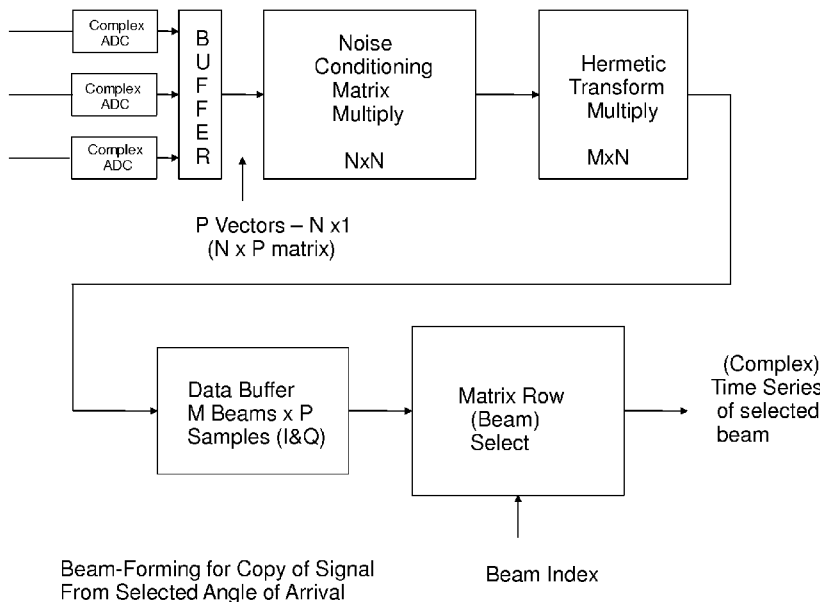 Complex
ADC
Complex
ADC
Complex
ADC
B
U
F
F
E
R
Noise
Conditioning
Matrix
Multiply
NxN
Hermetic
Transform
Multiply
MxN
P Vectors – N x1
(N x P matrix)
Data Buffer
M Beams x P
Samples (I&Q)
Matrix Row
(Beam)
Select
(Complex)
Time Series
of selected
beam
Beam-Forming for Copy of Signal
From Selected Angle of Arrival
Beam Index